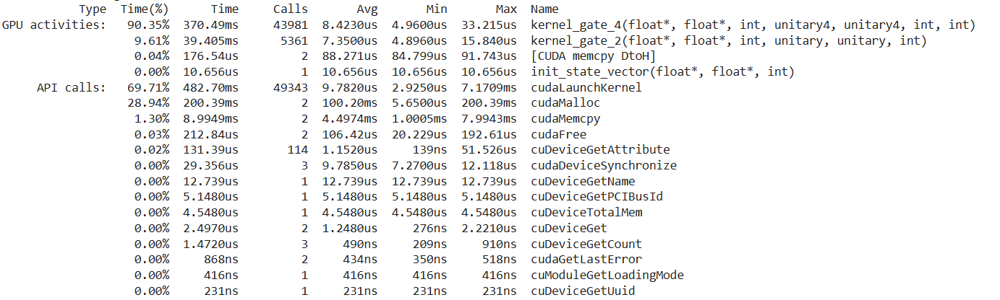 Type Time(%) Time Calls Avg Min Max Name
GPU activities: 90.35% 370.49ms 43981 8.4230us 4.9600us 33.215us kernel_gate_4(float*, float*, int, unitary4, unitary4, int, int)
9.61% 39.405ms 5361 7.3500us 4.8960us 15.840us kernel_gate_2(float*, float*, int, unitary, unitary, int)
0.04% 176.54us 2 88.271us 84.799us 91.743us [CUDA memcpy DtoH]
0.00% 10.656us 1 10.656us 10.656us 10.656us init_state_vector(float*, float*, int)
API calls: 69.71% 482.70ms 49343 9.7820us 2.9250us 7.1709ms cudaLaunchKernel
28.94% 200.39ms 2 100.20ms 5.6500us 200.39ms cudaMalloc
1.30% 8.9949ms 2 4.4974ms 1.0005ms 7.9943ms cudaMemcpy
0.03% 212.84us 2 106.42us 20.229us 192.61us cudaFree
0.02% 131.39us 114 1.1520us 139ns 51.526us cuDeviceGetAttribute
0.00% 29.356us 3 9.7850us 7.2700us 12.118us cudaDeviceSynchronize
0.00% 12.739us 1 12.739us 12.739us 12.739us cuDeviceGetName
0.00% 5.1480us 1 5.1480us 5.1480us 5.1480us cuDeviceGetPCIBusId
0.00% 4.5480us 1 4.5480us 4.5480us 4.5480us cuDeviceTotalMem
0.00% 2.4970us 2 1.2480us 276ns 2.2210us cuDeviceGet
0.00% 1.4720us 3 490ns 209ns 910ns cuDeviceGetCount
0.00% 868ns 2 434ns 350ns 518ns cudaGetLastError
0.00% 416ns 1 416ns 416ns 416ns cuModuleGetLoadingMode
0.00% 231ns 1 231ns 231ns 231ns cuDeviceGetUuid